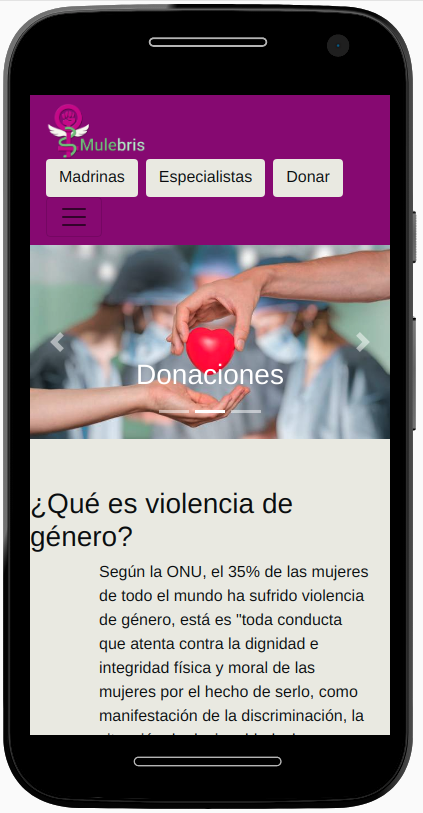 Mulebris
Madrinas Especialistas Donar
Donaciones
¿Qué es violencia de
género?
Según la ONU, el 35% de las mujeres
de todo el mundo ha sufrido violencia
de género, está es "toda conducta
que atenta contra la dignidad e
integridad física y moral de las
mujeres por el hecho de serlo, como
manifestación de la discriminación, la